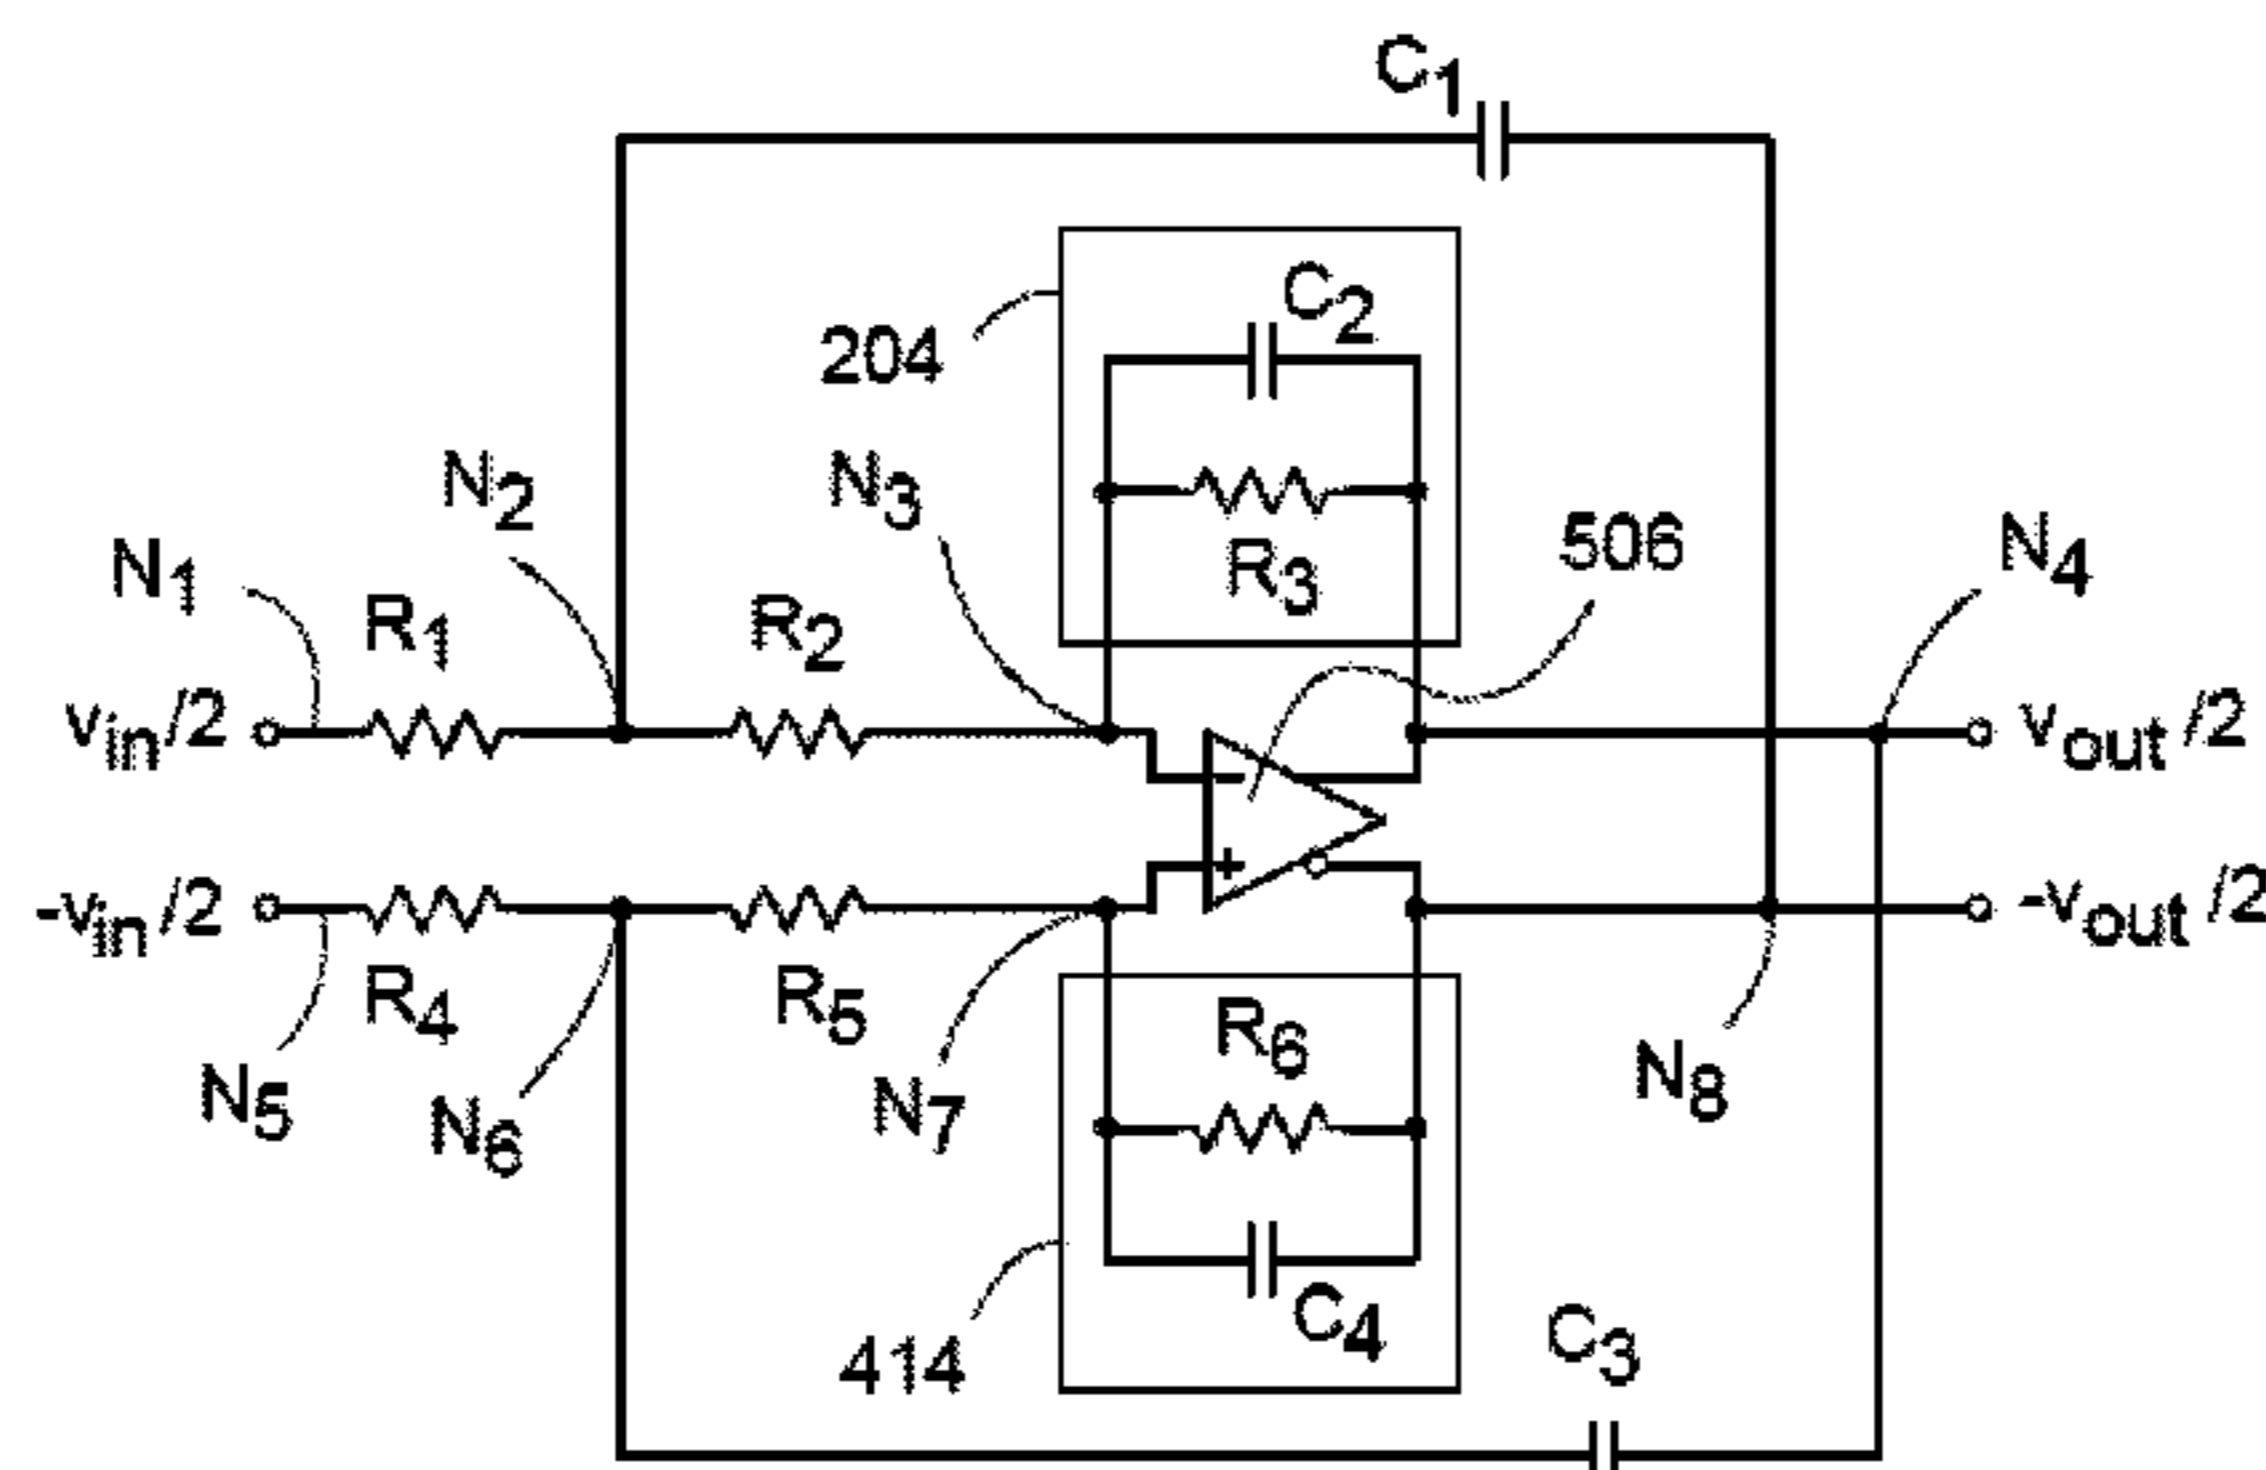 C1
C2
204
N2
N3
R3
506
N4
N1
R1
R2
vin/2
vout /2
-
+
-vin/2
-vout /2
R4
R5
R6
N5
N6
N7
N8
C4
414
C3